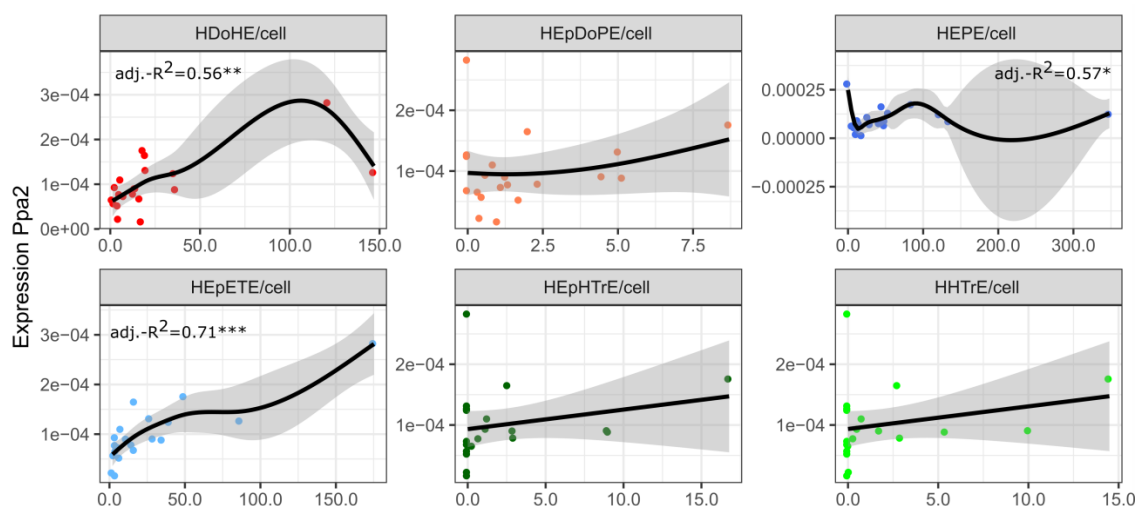 HDoHE/cell
HEpDoPE/cell
HEPE/cell
adj.-R²=0.56**
adj.-R²=0.57*
3e−04
2e−04
1e−04
0e+00
2e−04
1e−04
0.00025
0.00000
−0.00025
0.0 50.0 100.0 150.0
0.0 2.5 5.0 7.5
0.0 100.0 200.0 300.0
Expression Ppa2
HEpETE/cell
HEpHTrE/cell
HHTrE/cell
adj.-R²=0.71***
3e−04
2e−04
1e−04
2e−04
1e−04
2e−04
1e−04
0.0 50.0 100.0 150.0
0.0 5.0 10.0 15.0
0.0 5.0 10.0 15.0